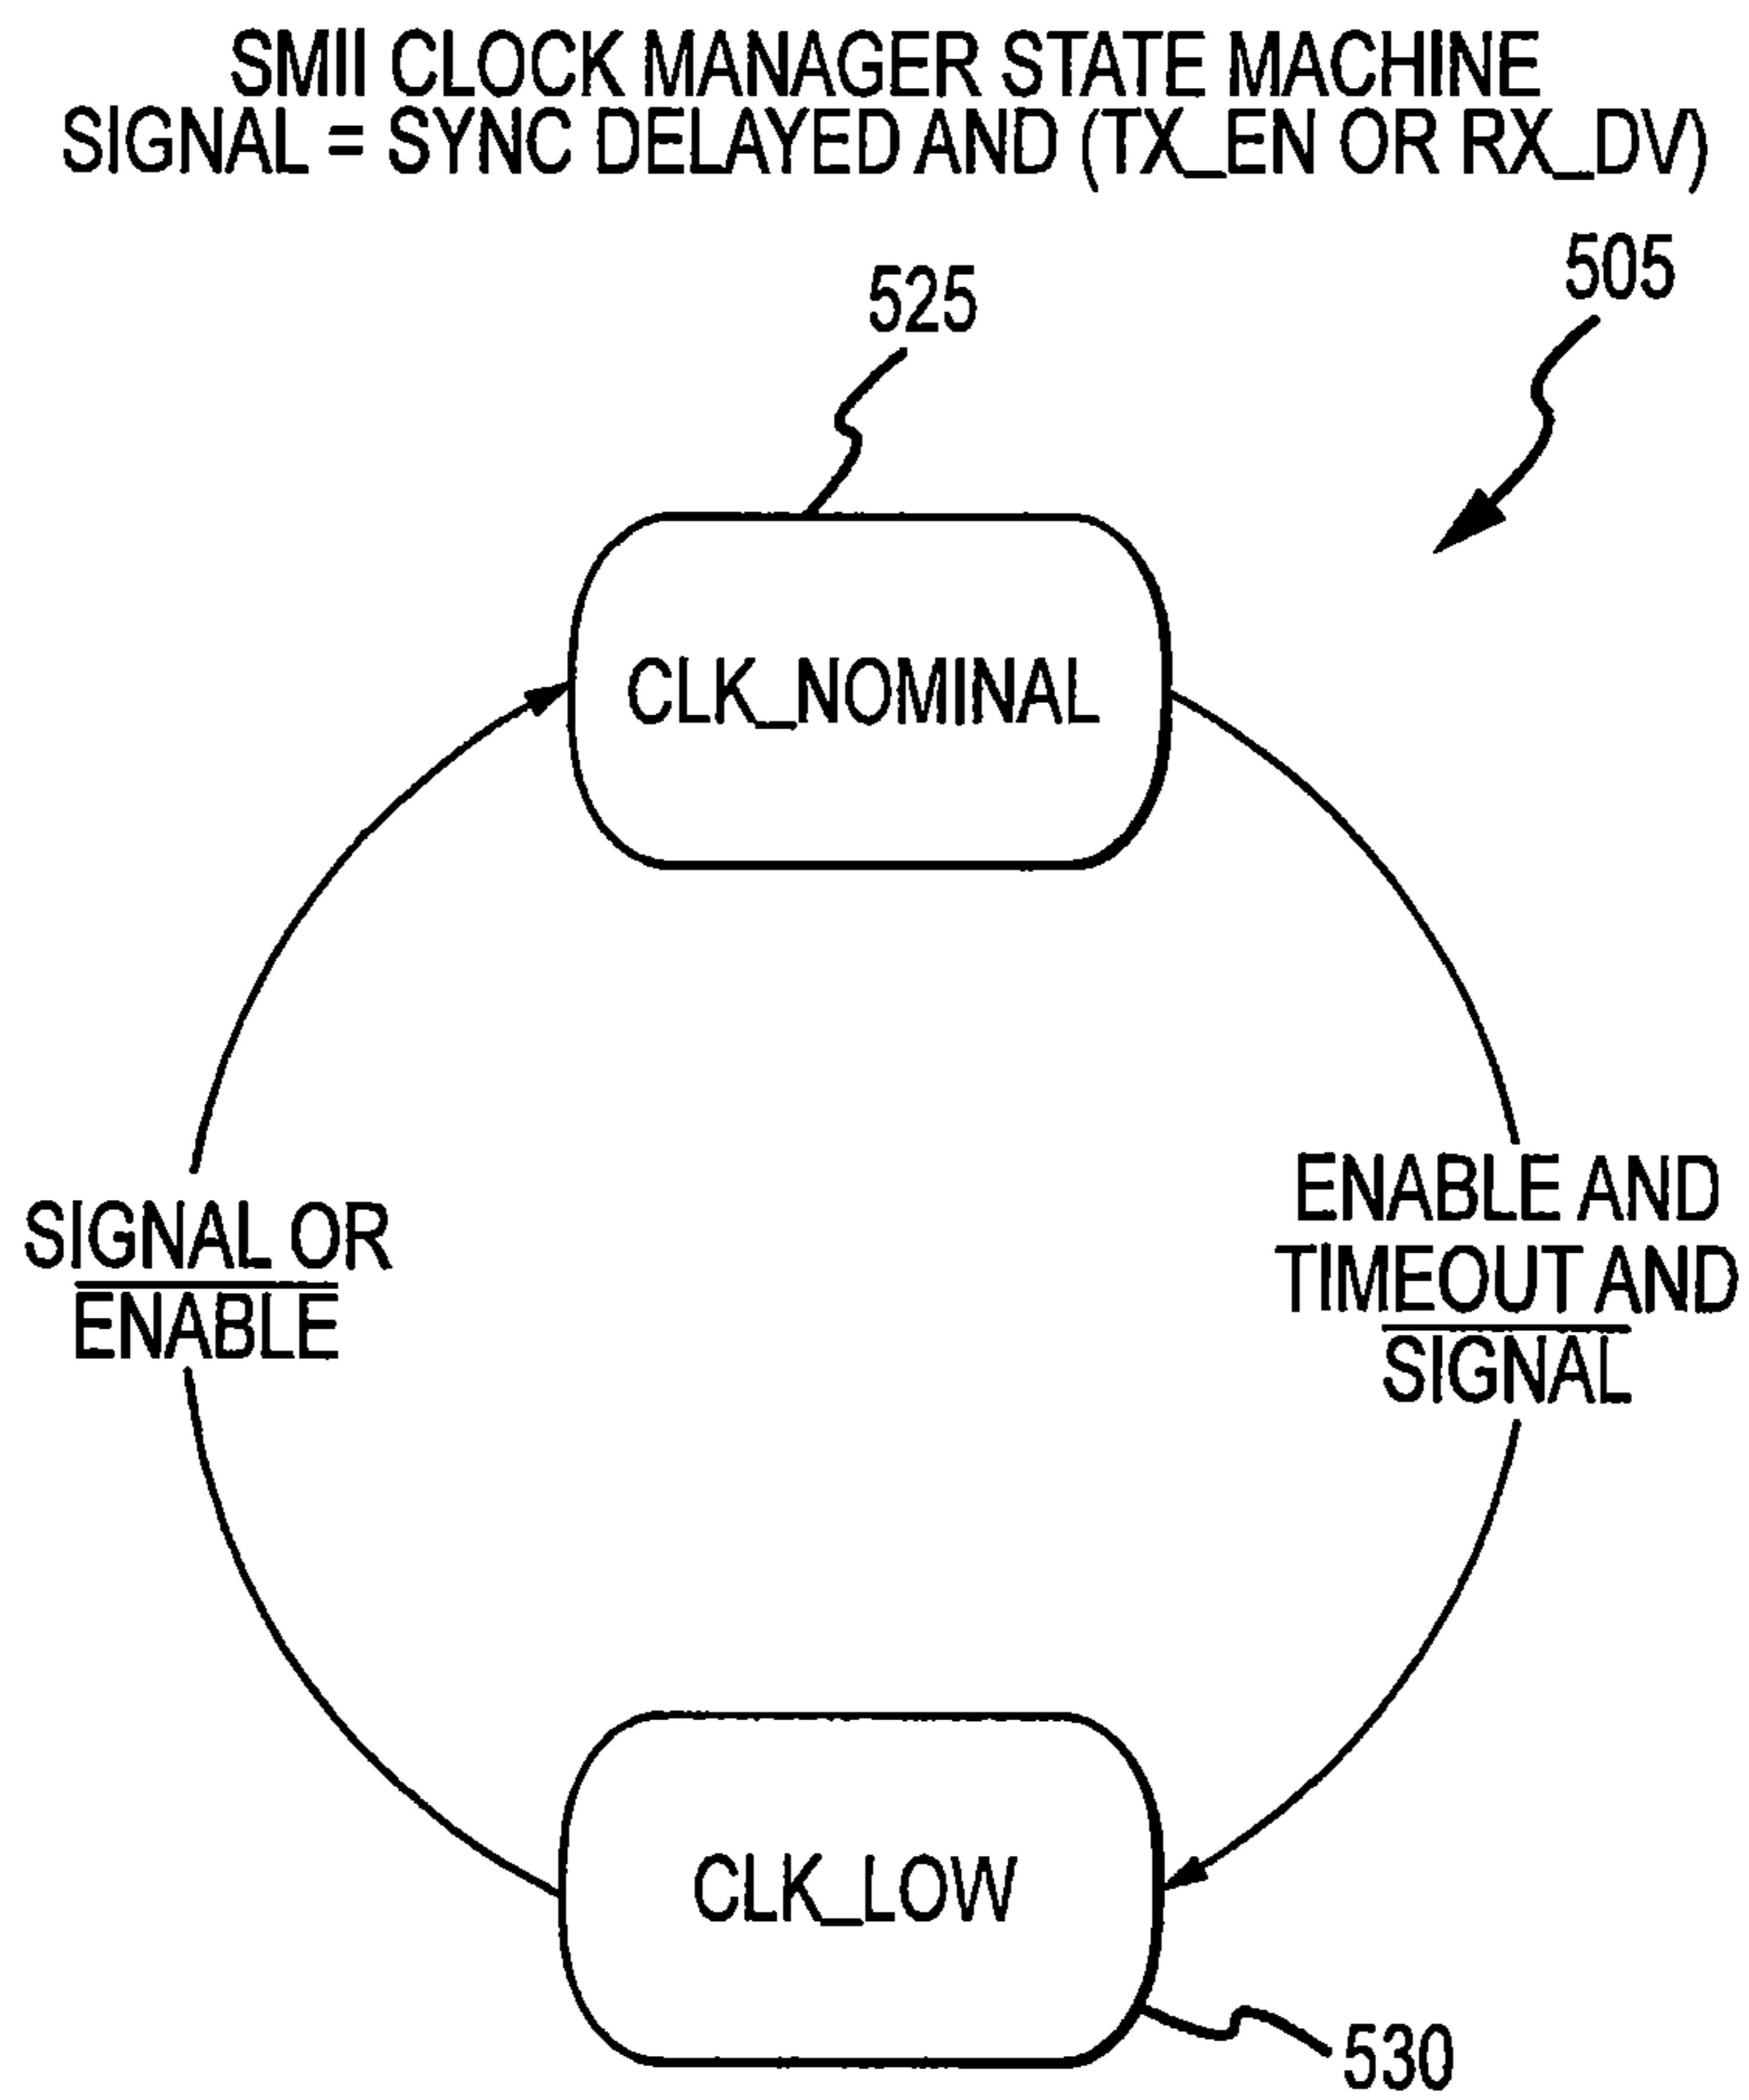 SMII CLOCK MANAGER STATE MACHINE
SIGNAL = SYNC DELAYED AND (TX_EN OR RX_DV)
505
525
CLK_NOMINAL
SIGNAL OR
ENABLE
ENABLE AND
TIMEOUT AND
SIGNAL
CLK_LOW
530